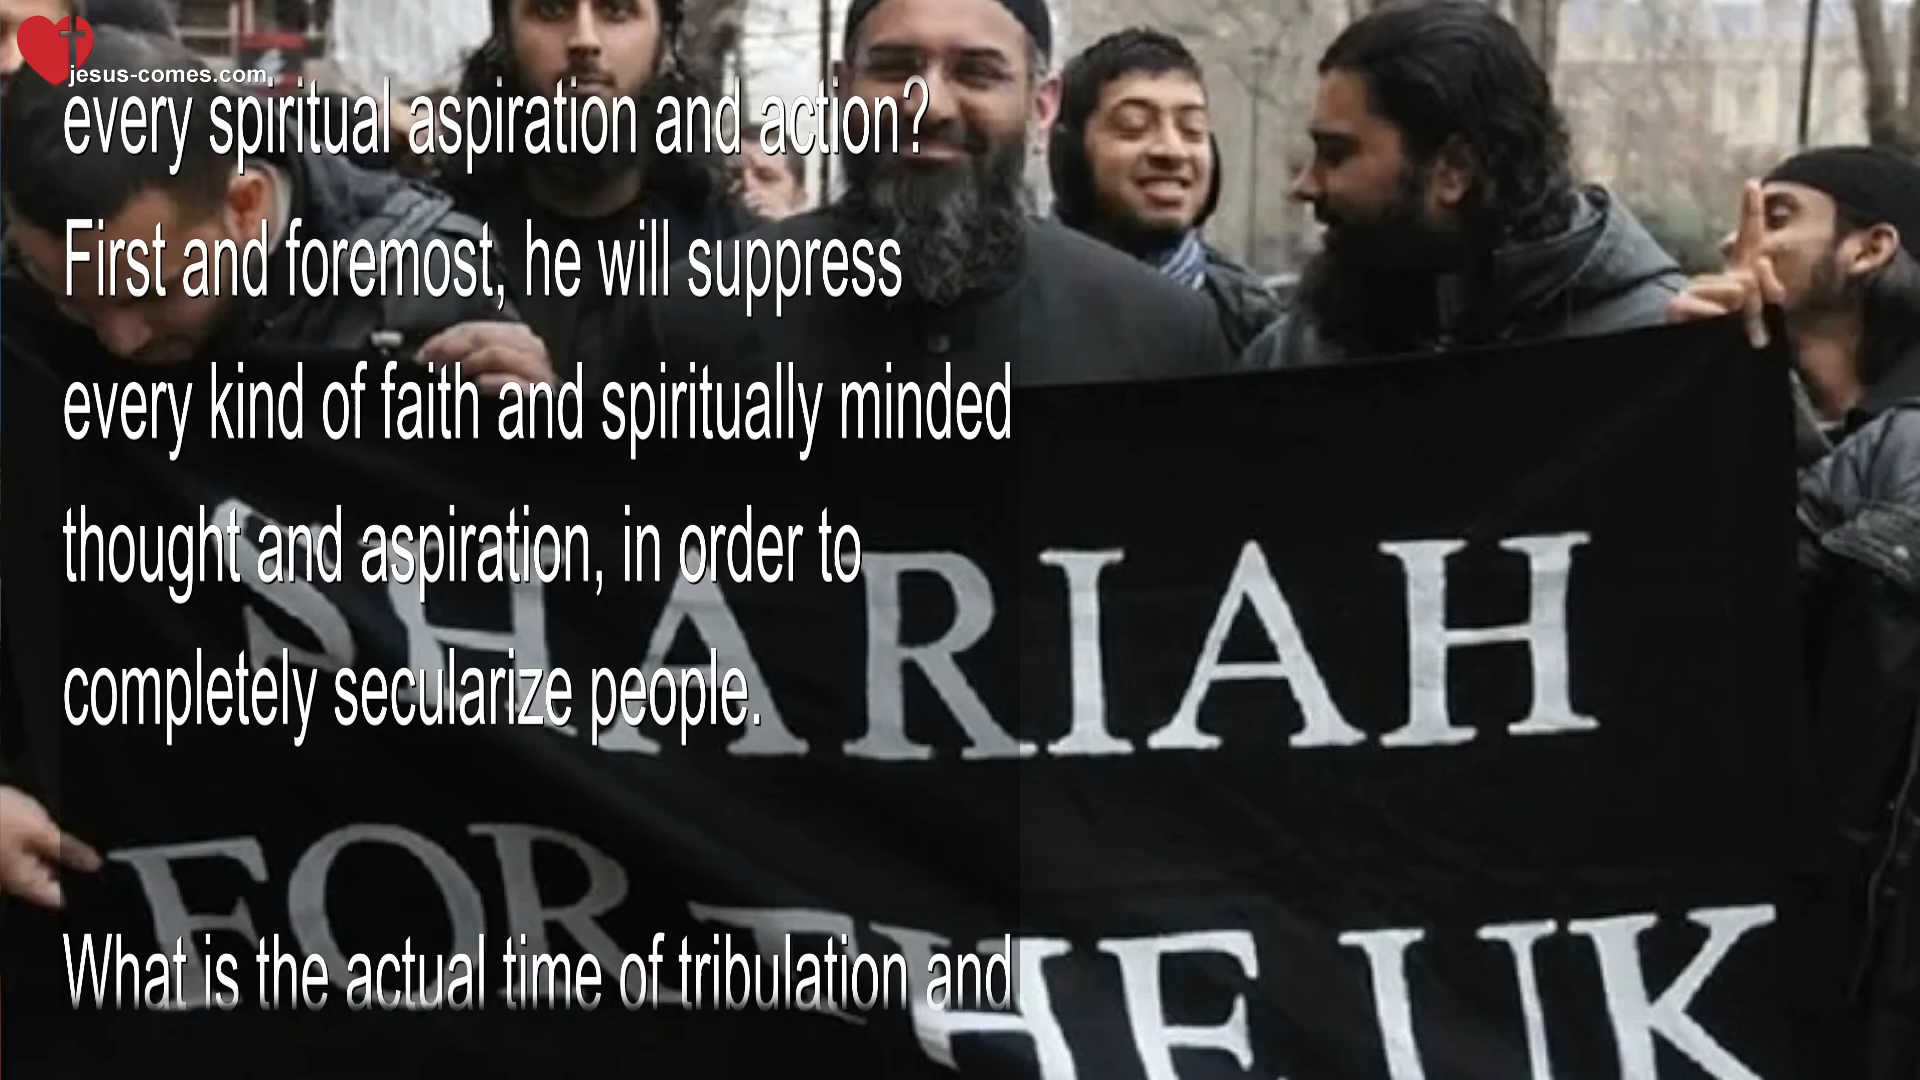 jesus-comes.com
every spiritual aspiration and action?
First and foremost, he will suppress
every kind of faith and spiritually minded
thought and aspiration, in order to
completely secularize people.
What is the actual time of tribulation and
SHARIAH
FOR THE UK